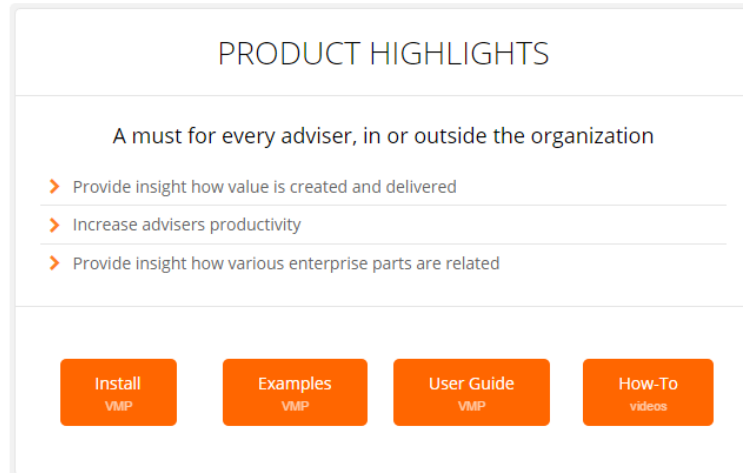 PRODUCT HIGHLIGHTS
A must for every adviser, in or outside the organization
Provide insight how value is created and delivered
Increase advisers productivity
Provide insight how various enterprise parts are related
Install
VMP
Examples
VMP
User Guide
VMP
How-To
videos